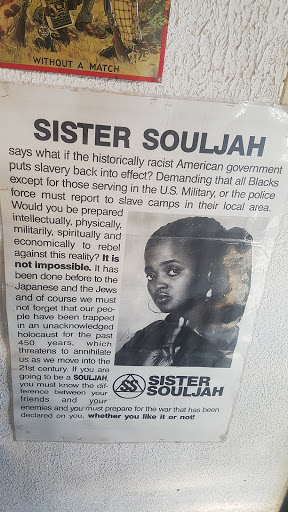 WITHOUT A MATCH
SISTER SOULJAH
says what if the historically racist American government
puts slavery back into effect? Demanding that all Blacks
except for those serving in the U.S. Military, or the police
force must report to slave camps in their local area.
Would you be prepared
intellectually, physically,
militarily, spiritually and
economically to rebel
against this reality? It is
not impossible. It has
been done before to the
Japanese and the Jews
and of course we must
not forget that our peo-
ple have been trapped
in an unacknowledged
holocaust for the past
450 years, which
threatens to annihilate
us as we move into the
21st century. If you are
going to be a SOULJAH,
you must know the dif-
ference between your
friends and your
enemies and you must prepare for the war that has been
declared on you, whether you like it or not!
SSS
SISTER
SOULJAH